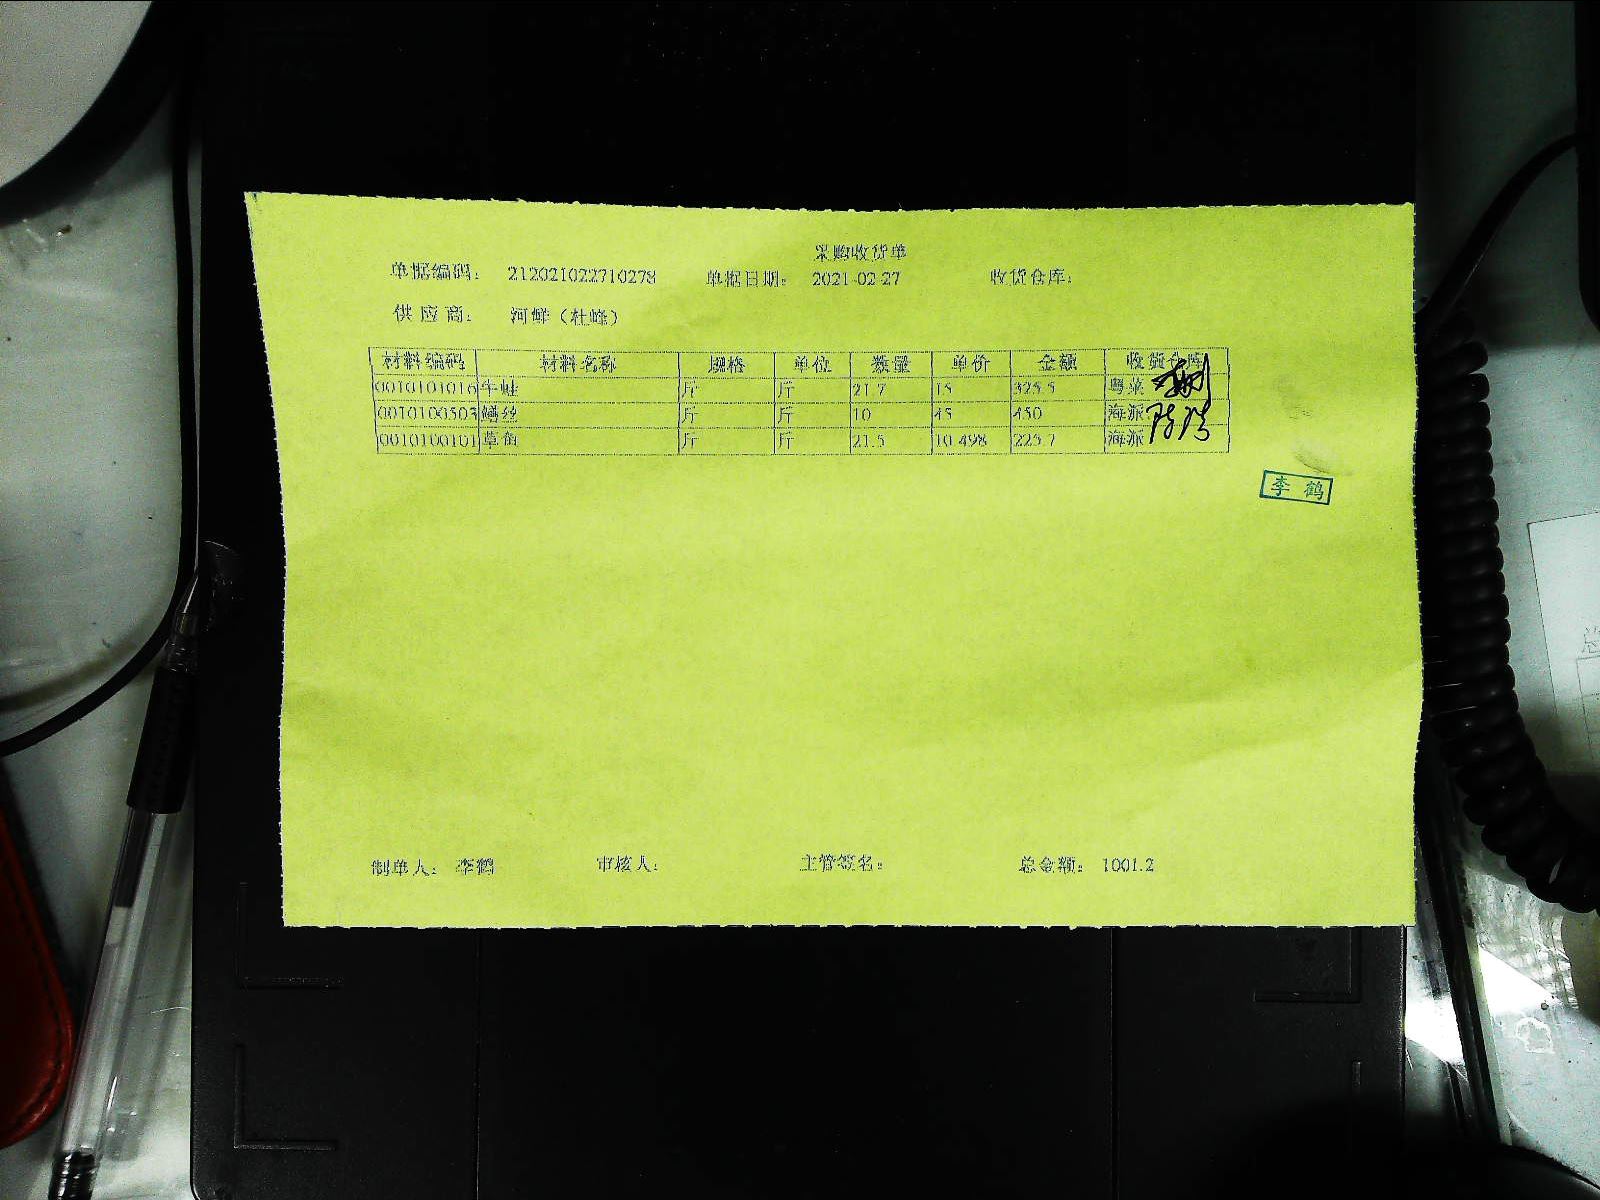 采购收货单
单据编码： 212021022710278 单据日期： 2021-02-27 收货仓库：
供应商： 河鲜（杜峰）
材料编码 材料名称 规格 单位 数量 单价 金额 收货仓库
0010101016 牛蛙 斤 斤 21.7 15 325.5 粤菜
0010100503 鳝丝 斤 斤 10 45 450 海派
0010100101 草鱼 斤 斤 21.5 10.498 225.7 海派
李鹤
制单人： 李鹤 审核人： 主管签名： 总金额： 1001.2